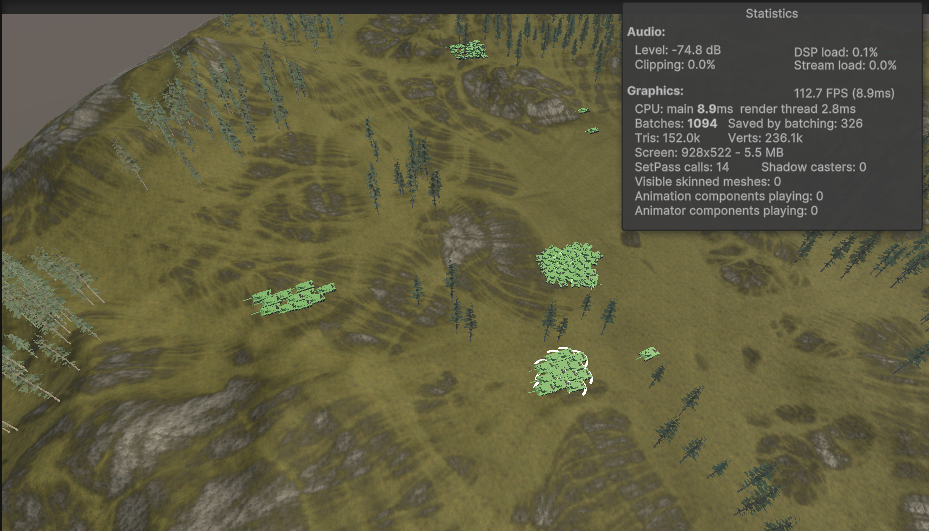 Statistics
Audio:
Level: -74.8 dB DSP load: 0.1%
Clipping: 0.0% Stream load: 0.0%
Graphics: 112.7 FPS (8.9ms)
CPU: main 8.9ms render thread 2.8ms
Batches: 1094 Saved by batching: 326
Tris: 152.0k Verts: 236.1k
Screen: 928x522 - 5.5 MB
SetPass calls: 14 Shadow casters: 0
Visible skinned meshes: 0
Animation components playing: 0
Animator components playing: 0